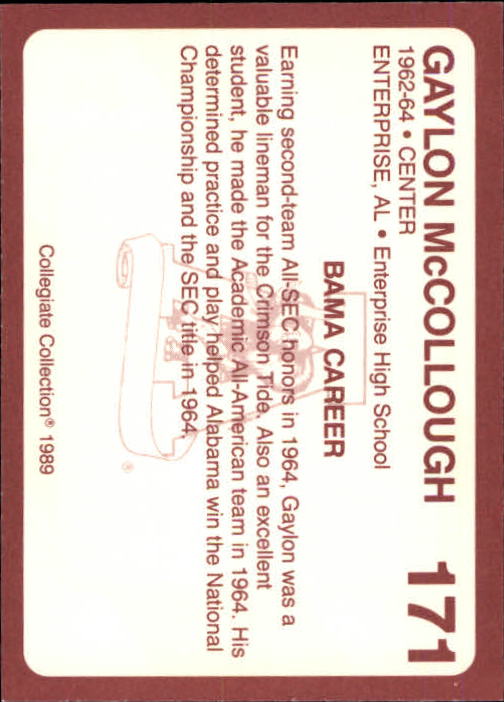 GAYLON McCOLLOUGH 171
1962-64 • CENTER
ENTERPRISE, AL • Enterprise High School
BAMA CAREER
Earning second-team All-SEC honors in 1964, Gaylon was a
valuable lineman for the Crimson Tide. Also an excellent
student, he made the Academic All-American team in 1964. His
determined practice and play helped Alabama win the National
Championship and the SEC title in 1964.
Collegiate Collection® 1989
®